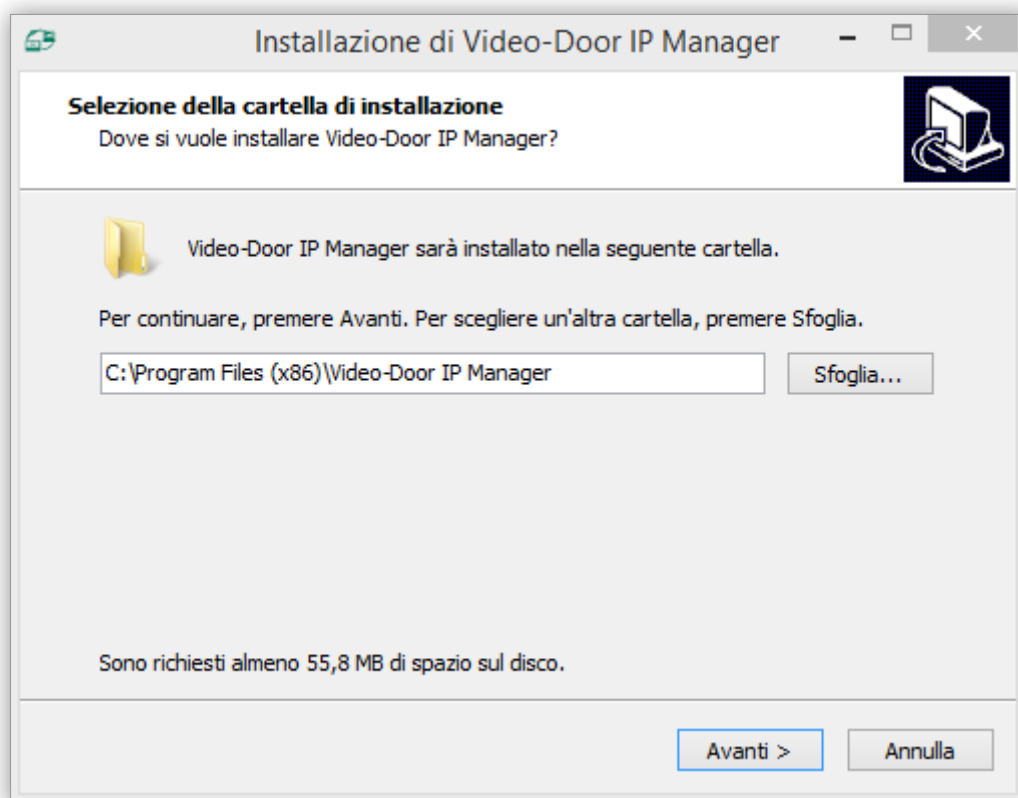 Installazione di Video-Door IP Manager
Selezione della cartella di installazione
Dove si vuole installare Video-Door IP Manager?
Video-Door IP Manager sarà installato nella seguente cartella.
Per continuare, premere Avanti. Per scegliere un'altra cartella, premere Sfoglia.
C:\Program Files (x86)\Video-Door IP Manager
Sfoglia...
Sono richiesti almeno 55,8 MB di spazio sul disco.
Avanti >
Annulla